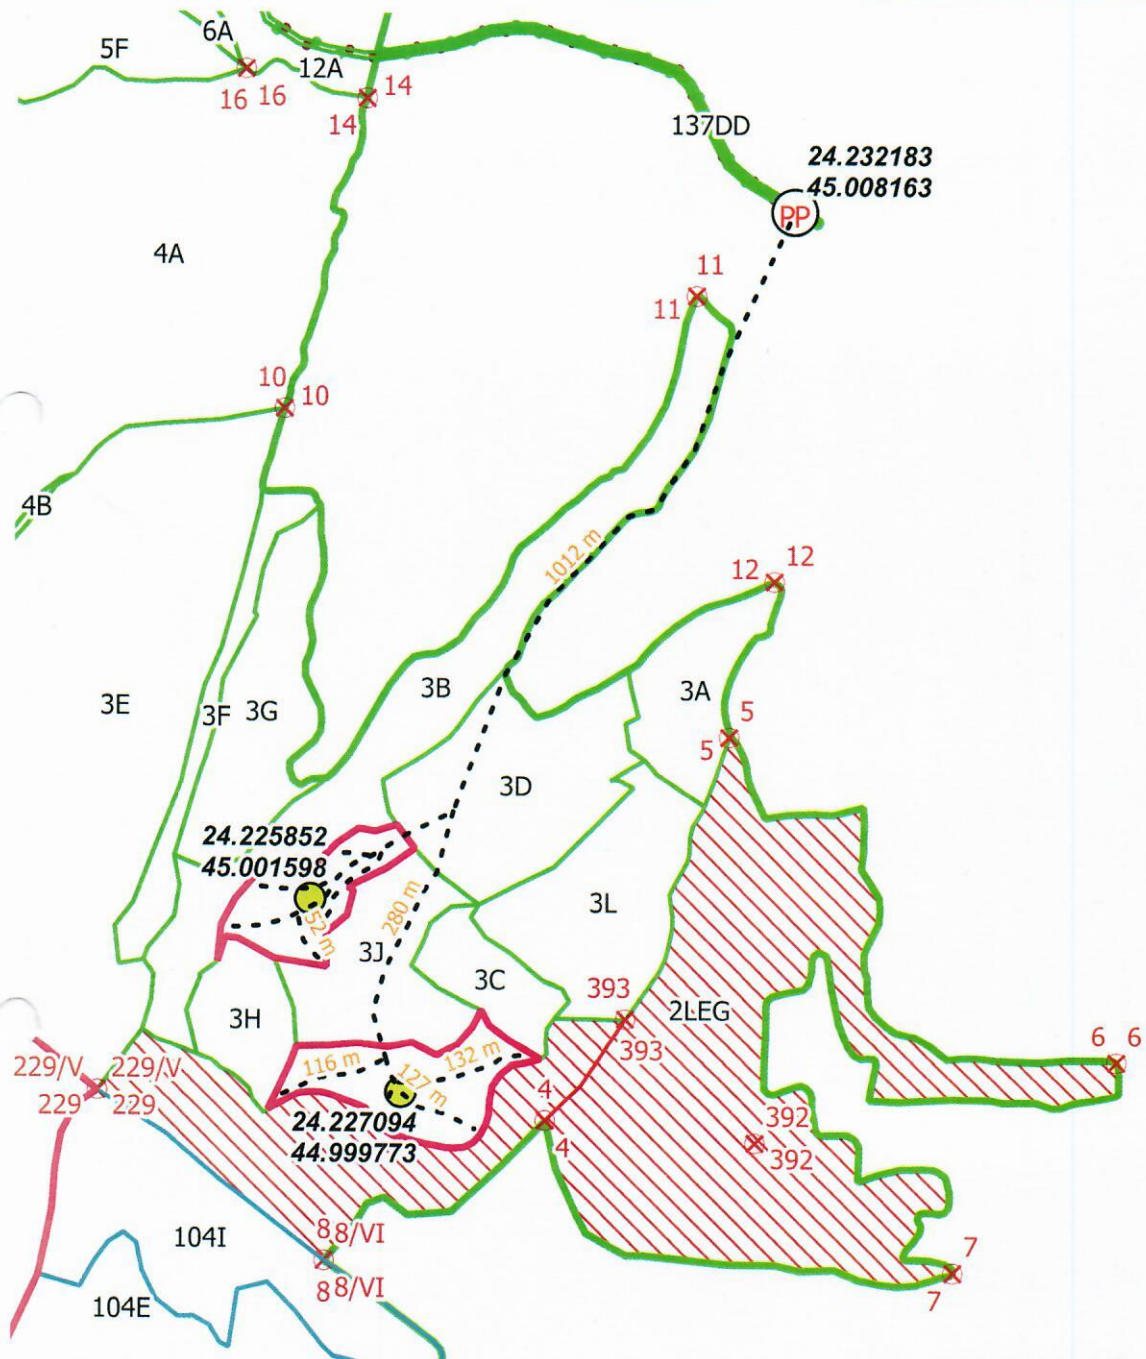 6A
5F
12A
16 16
14
14
137DD
24.232183
45.008163
PP
4A
11
11
10
10
4B
1012 m
12
12
3B
3A
3E
3F
3G
5
5
3D
24.225852
45.001598
280 m
3L
52 m
3J
3C
393
2LEG
3H
393
6 6
229/V
229/V
116 m
132 m
127 m
229
229
4
392
24.227094
44.999773
4
392
104I
8
8/VI
7
8
8/VI
7
104E